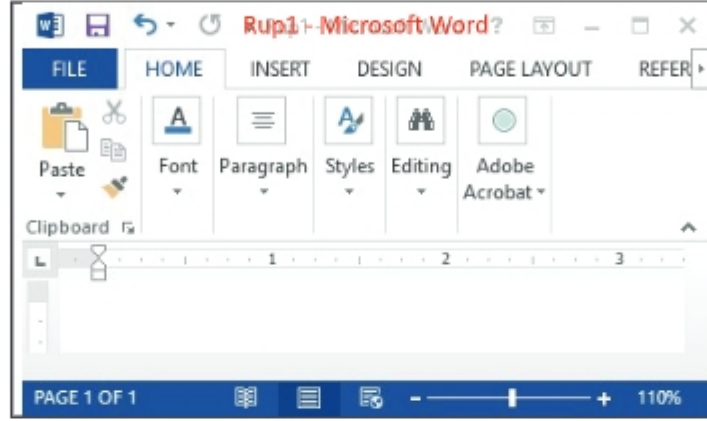 Rup1 - Microsoft Word ?
FILE HOME INSERT DESIGN PAGE LAYOUT REFER
Paste Font Paragraph Styles Editing Adobe Acrobat
Clipboard
L 1 2 3
PAGE 1 OF 1 - + 110%